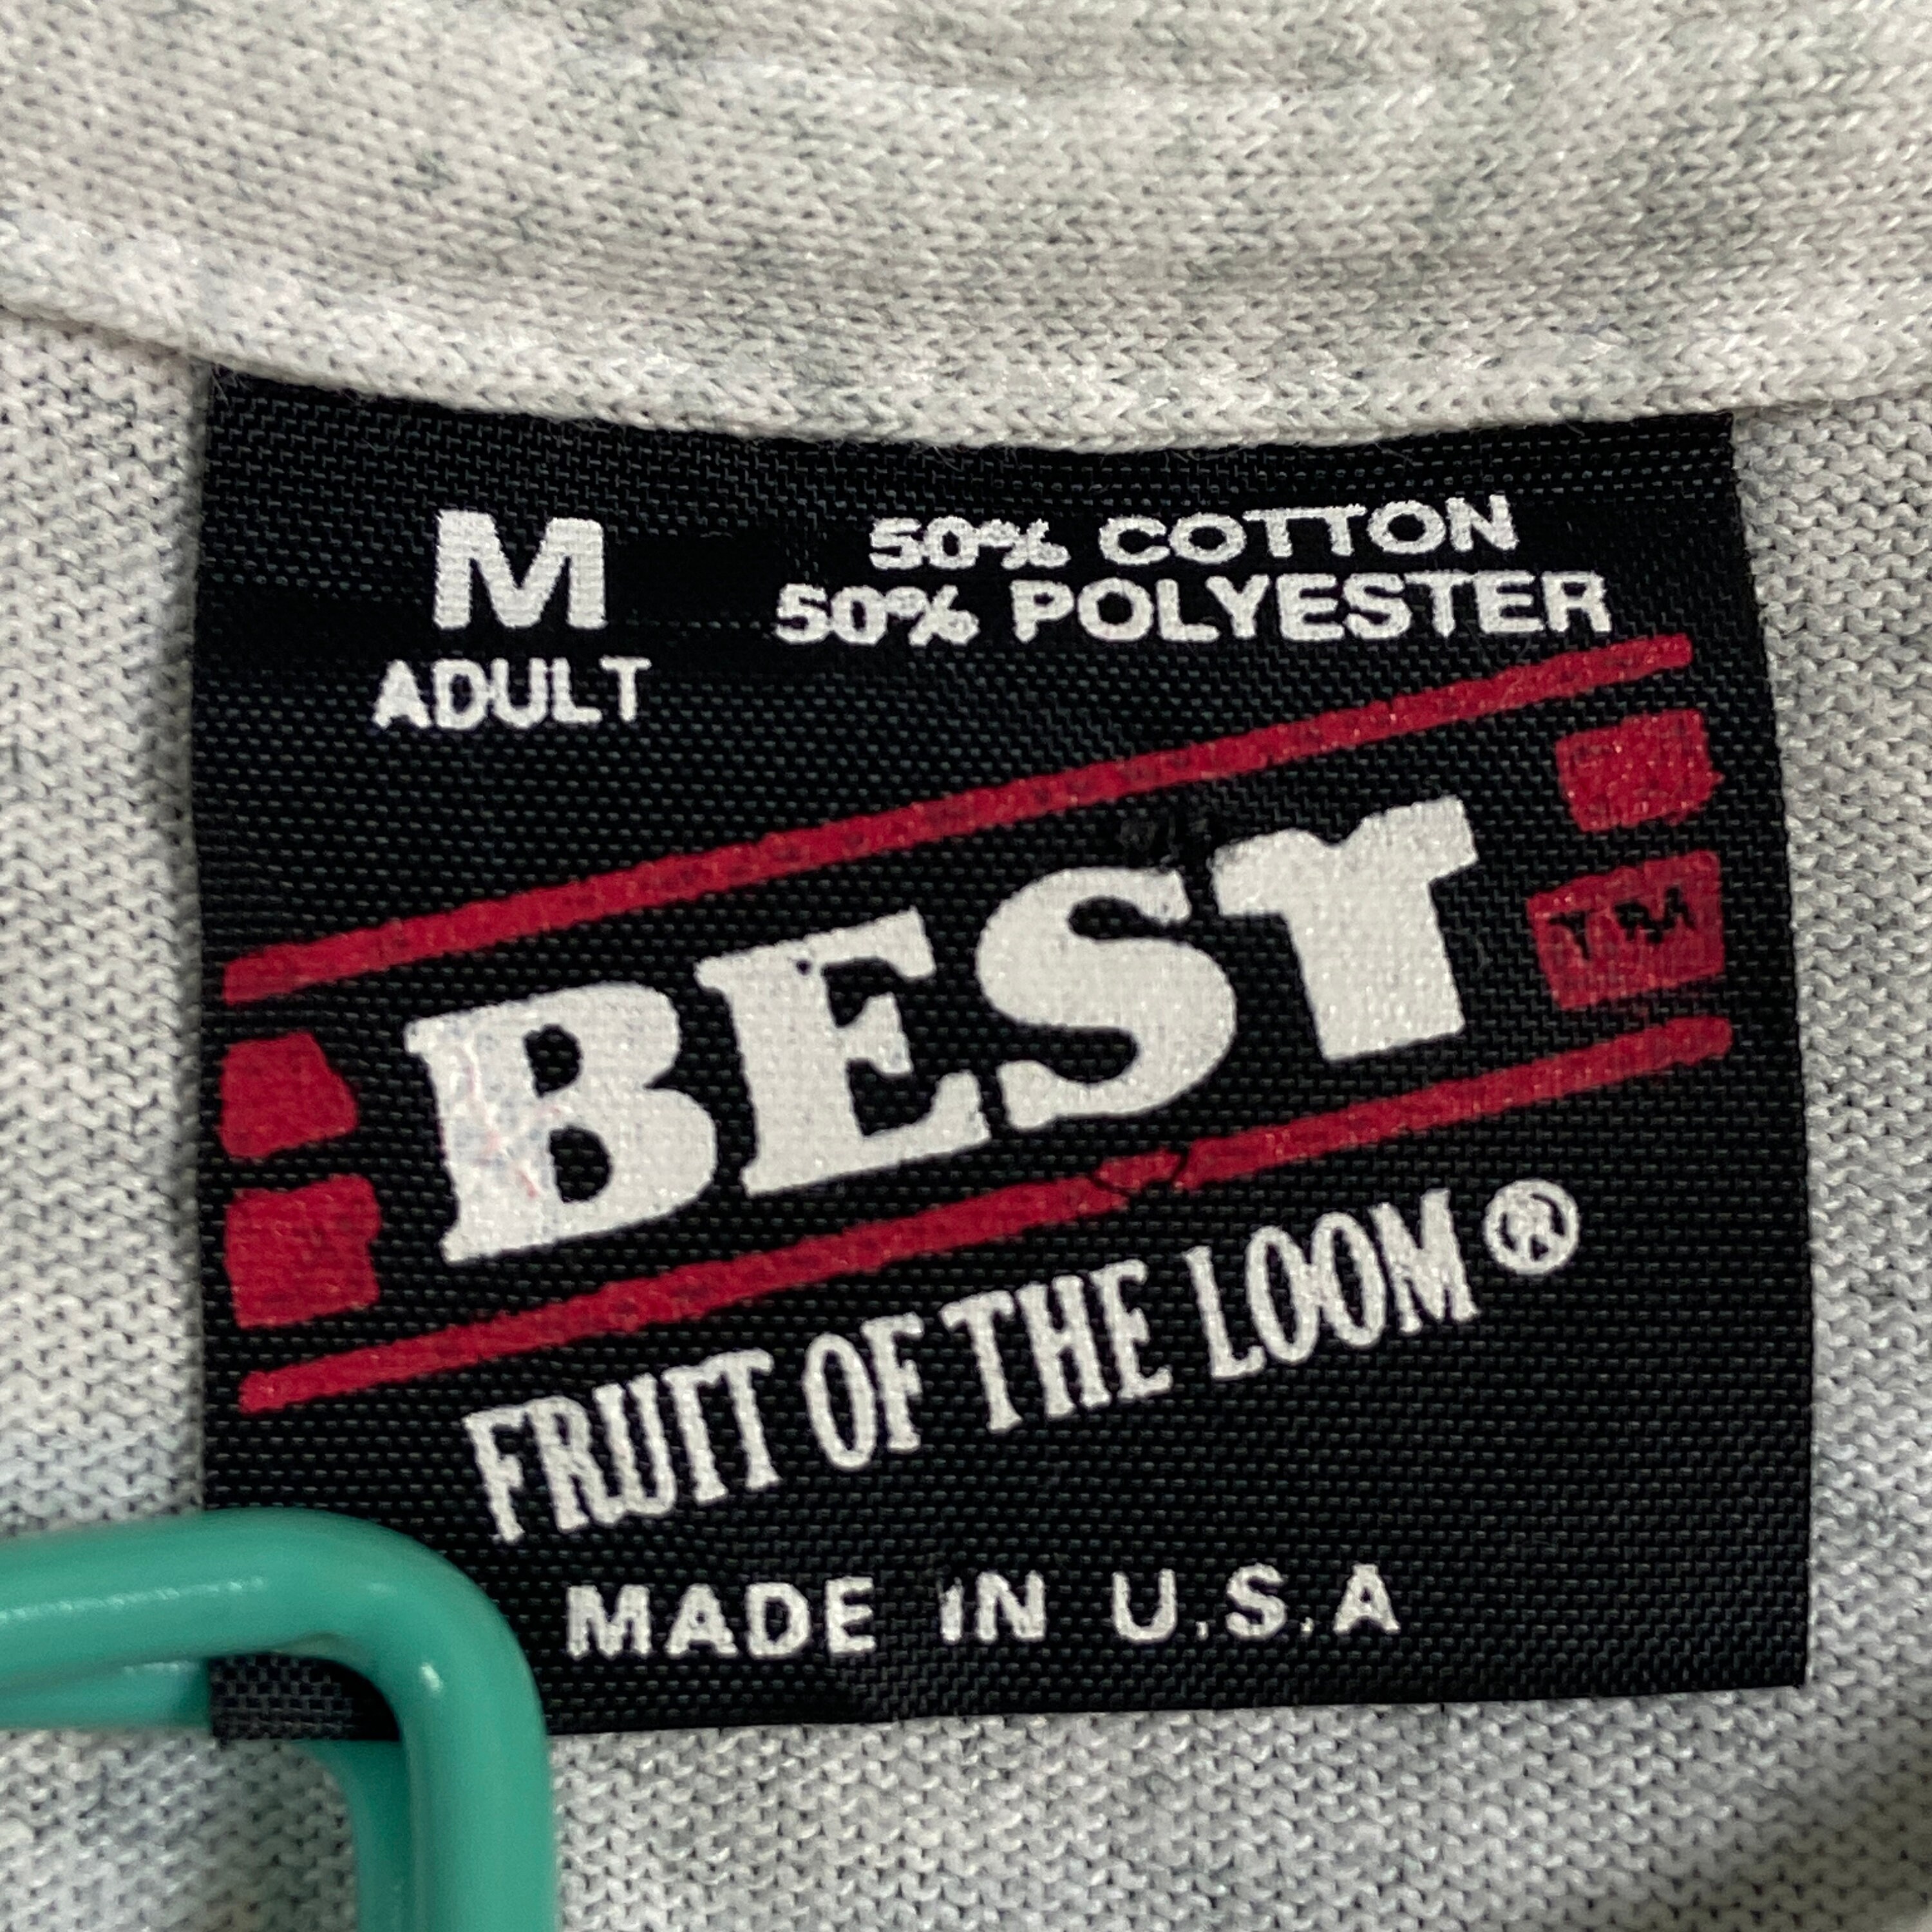 M
ADULT
50% COTTON
50% POLYESTER
BEST
TM
FRUIT OF THE LOOM®
MADE IN U.S.A